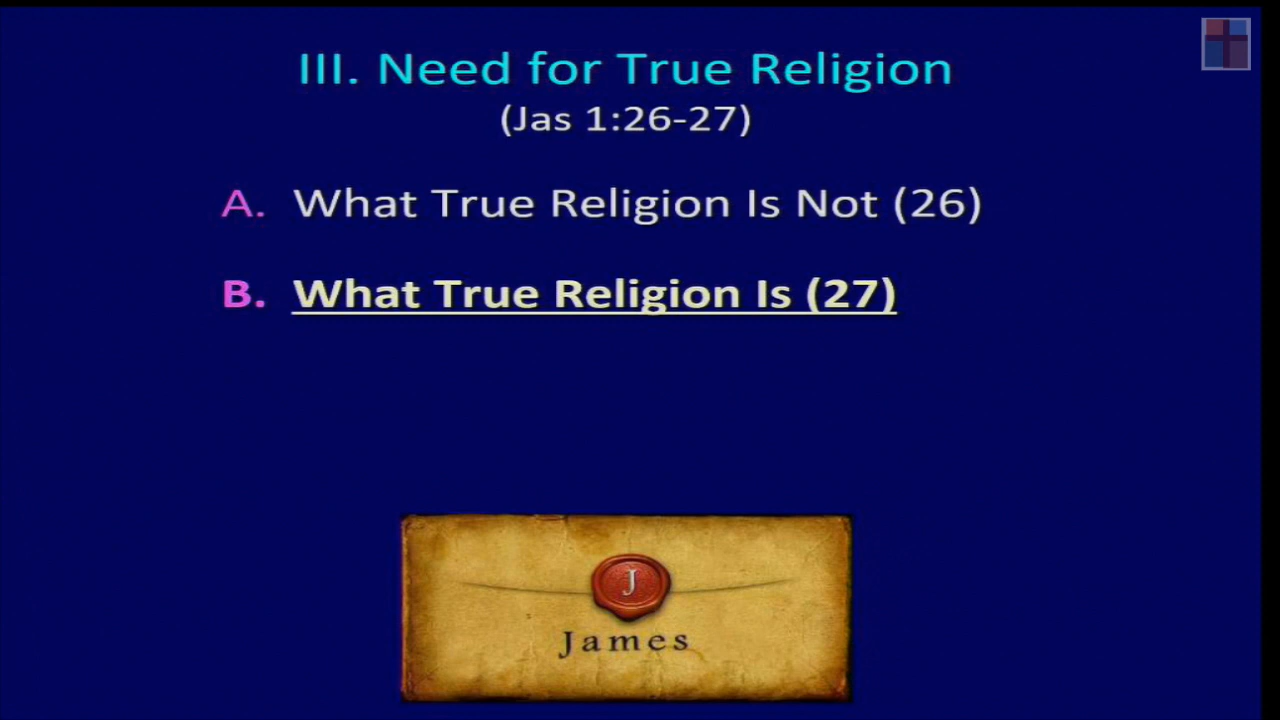 III. Need for True Religion
(Jas 1:26-27)
A. What True Religion Is Not (26)
B. What True Religion Is (27)
J
James